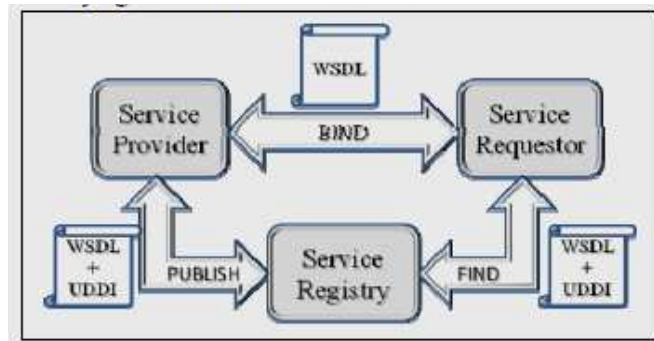 WSDL
Service
Provider
BIND
Service
Requestor
WSDL
+
UDDI
PUBLISH
Service
Registry
FIND
WSDL
+
UDDI